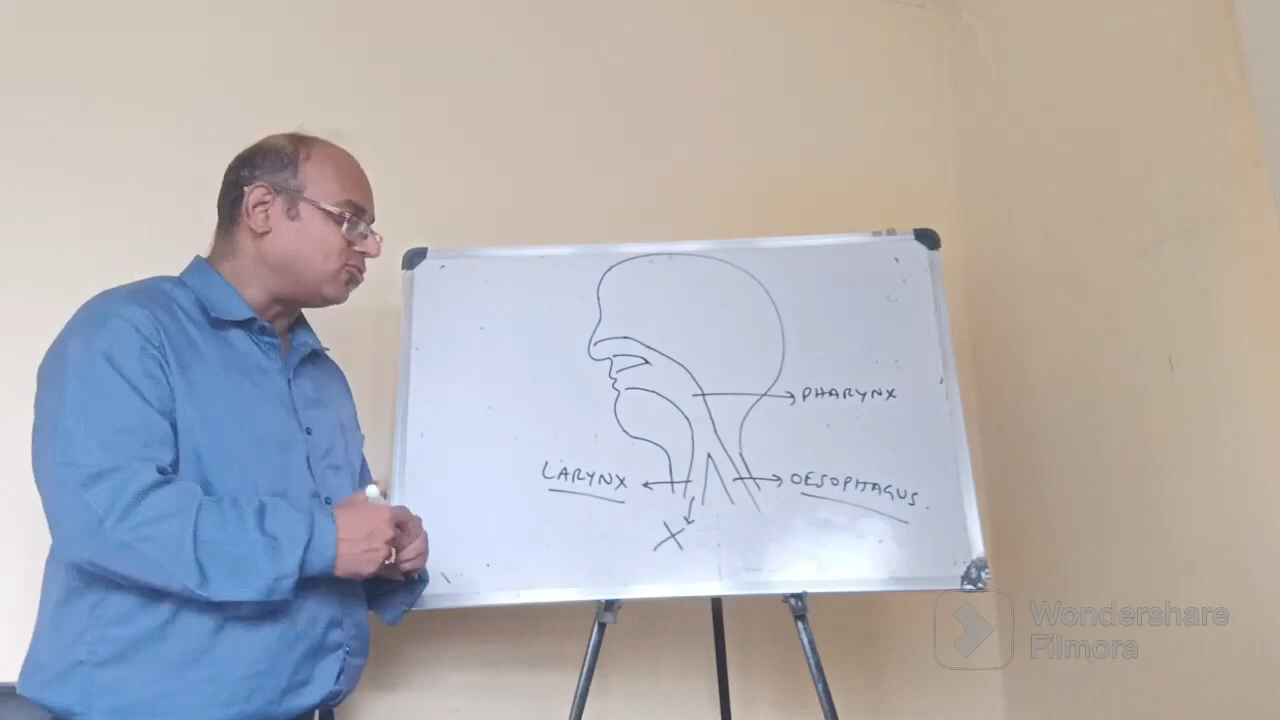 PHARYNX
LARYNX
OESOPHAGUS.
X
Wondershare
Filmora